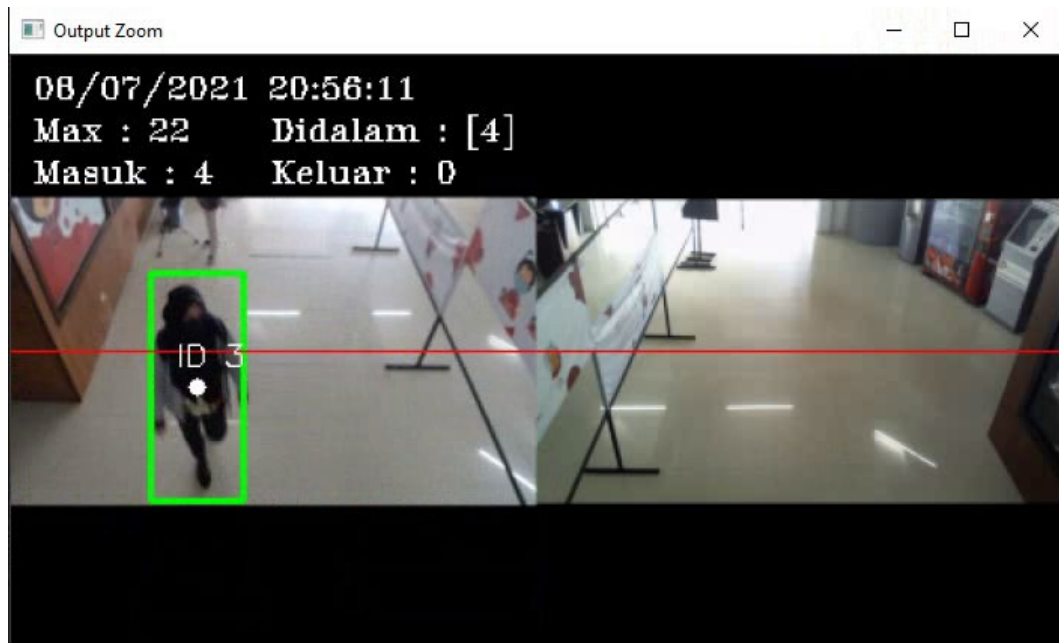 Output Zoom
08/07/2021 20:56:11
Max : 22 Didalam : [4]
Masuk : 4 Keluar : 0
ID 3